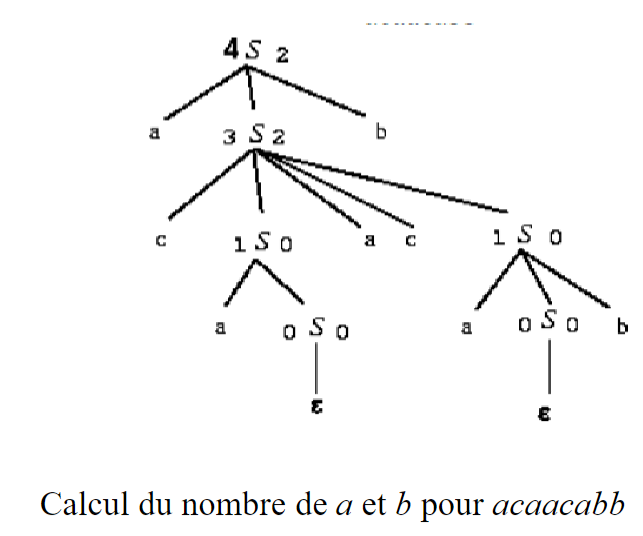 4 S 2
a 3 S 2 b
c 1 S 0 a c 1 S 0
a 0 S 0 a 0 S 0 b
ε ε
Calcul du nombre de a et b pour acaacabb